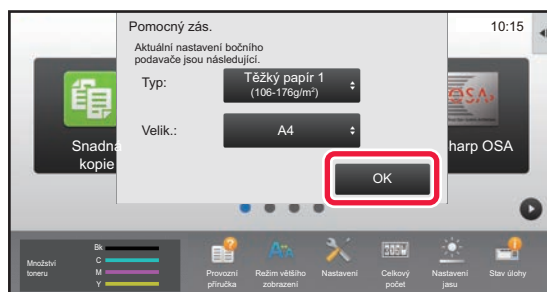 Pomocný zás.
10:15
Aktuální nastavení bočního
podavače jsou následující.
Typ:
Těžký papír 1
(106-176g/m²)
Velik.:
A4
OK
Snadná
kopie
harp OSA
Množství
toneru
Bk
C
M
Y
Provozní
příručka
Režim většího
zobrazení
Nastavení
Celkový
počet
Nastavení
jasu
Stav úlohy